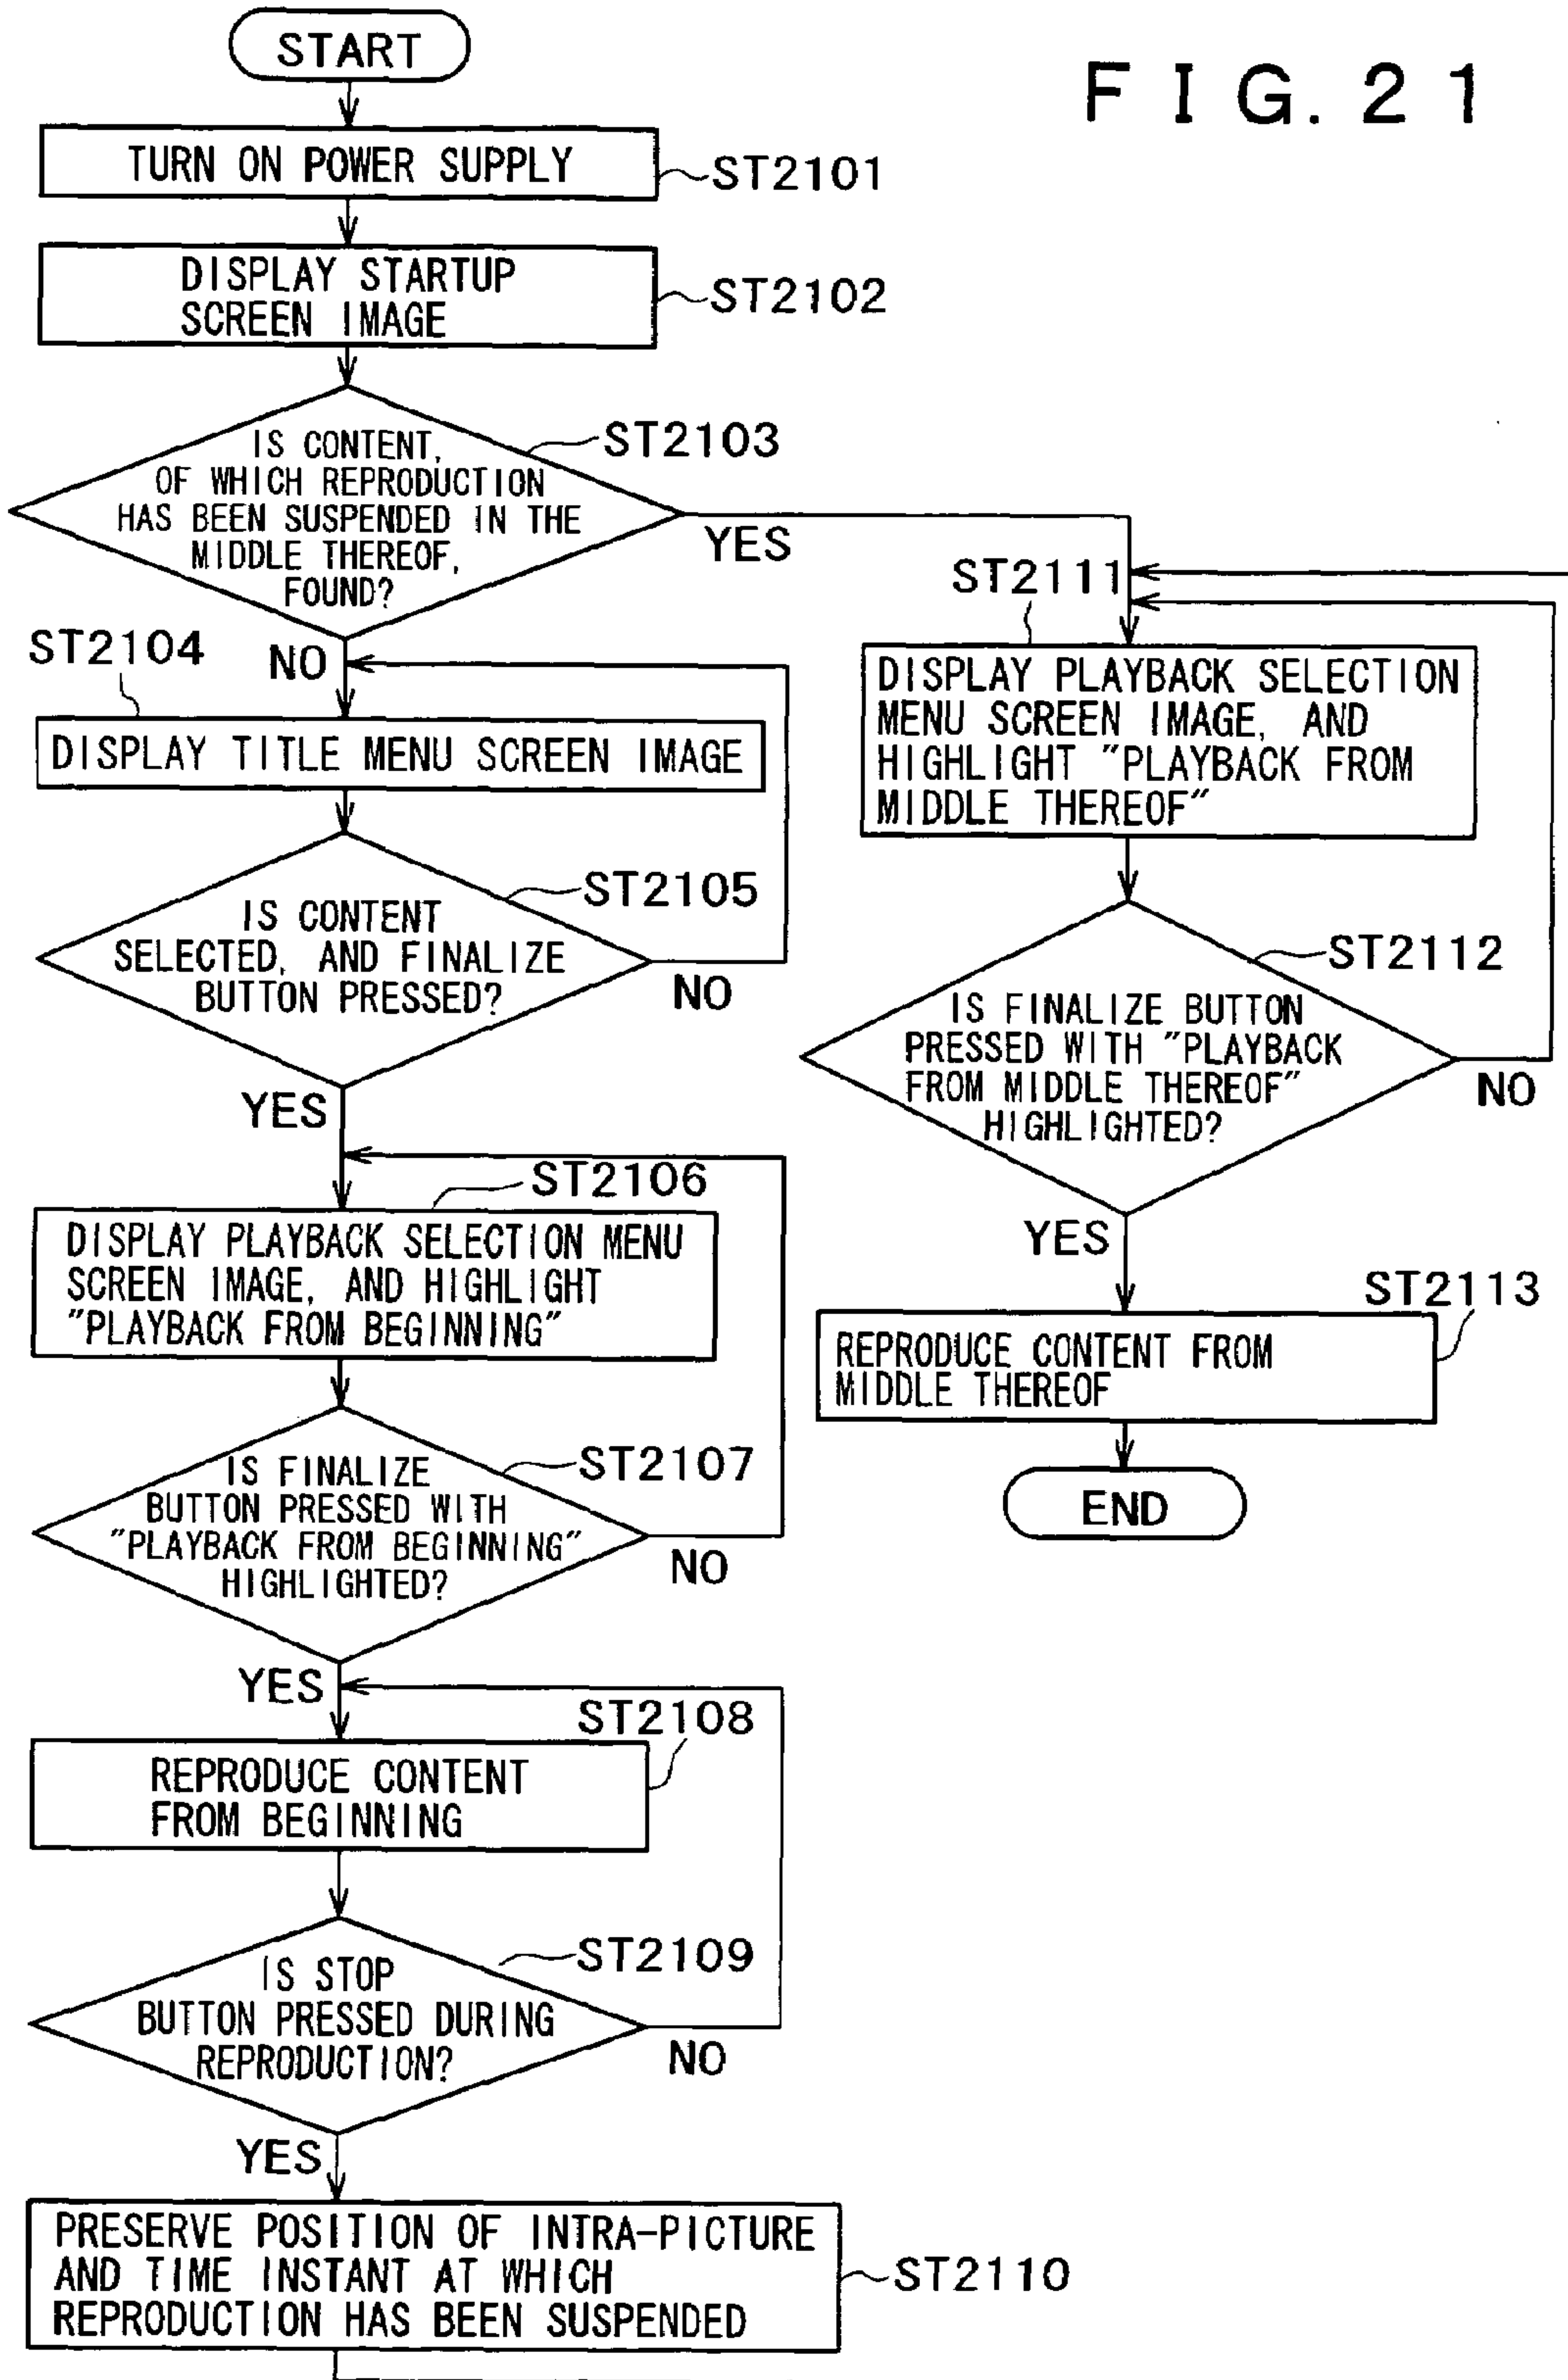 FIG. 21
START
TURN ON POWER SUPPLY
ST2101
DISPLAY STARTUP
SCREEN IMAGE
ST2102
IS CONTENT,
OF WHICH REPRODUCTION
HAS BEEN SUSPENDED IN THE
MIDDLE THEREOF,
FOUND?
ST2103
YES
NO
ST2104
DISPLAY TITLE MENU SCREEN IMAGE
IS CONTENT
SELECTED, AND FINALIZE
BUTTON PRESSED?
ST2105
NO
YES
ST2106
DISPLAY PLAYBACK SELECTION MENU
SCREEN IMAGE, AND HIGHLIGHT
"PLAYBACK FROM BEGINNING"
IS FINALIZE
BUTTON PRESSED WITH
"PLAYBACK FROM BEGINNING"
HIGHLIGHTED?
ST2107
NO
YES
ST2108
REPRODUCE CONTENT
FROM BEGINNING
IS STOP
BUTTON PRESSED DURING
REPRODUCTION?
ST2109
NO
YES
PRESERVE POSITION OF INTRA-PICTURE
AND TIME INSTANT AT WHICH
REPRODUCTION HAS BEEN SUSPENDED
ST2110
ST2111
DISPLAY PLAYBACK SELECTION
MENU SCREEN IMAGE, AND
HIGHLIGHT "PLAYBACK FROM
MIDDLE THEREOF"
ST2112
IS FINALIZE BUTTON
PRESSED WITH "PLAYBACK
FROM MIDDLE THEREOF"
HIGHLIGHTED?
NO
YES
ST2113
REPRODUCE CONTENT FROM
MIDDLE THEREOF
END